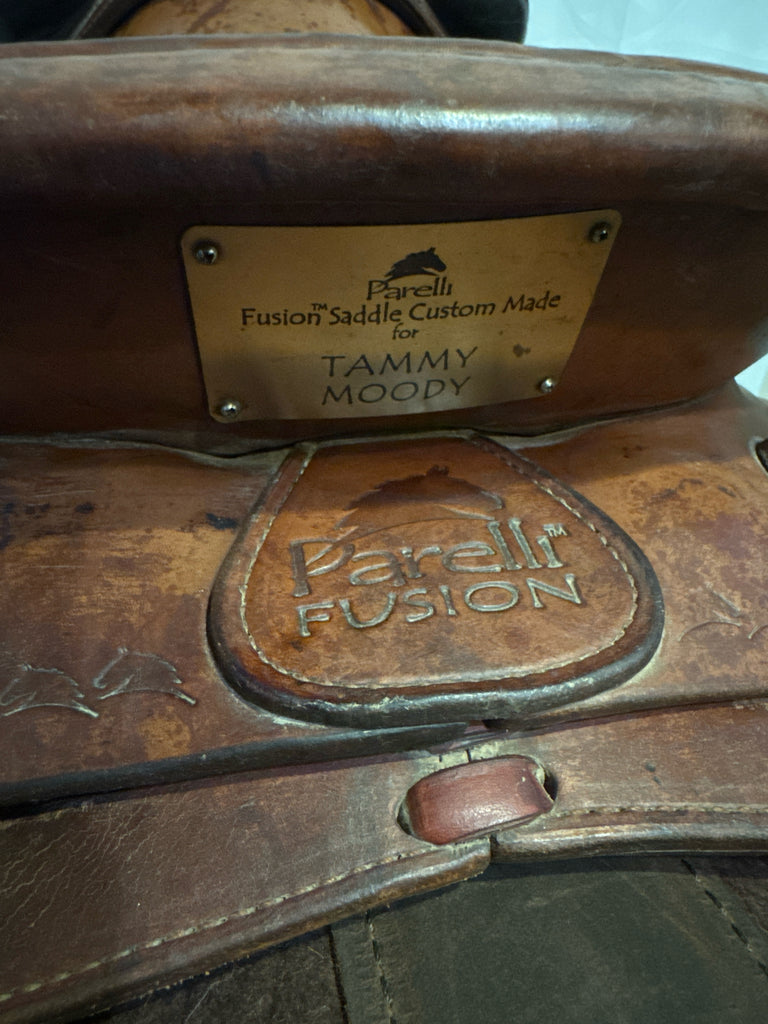 Parelli
Fusion™ Saddle Custom Made
for
TAMMY
MOODY
Parelli™
FUSION